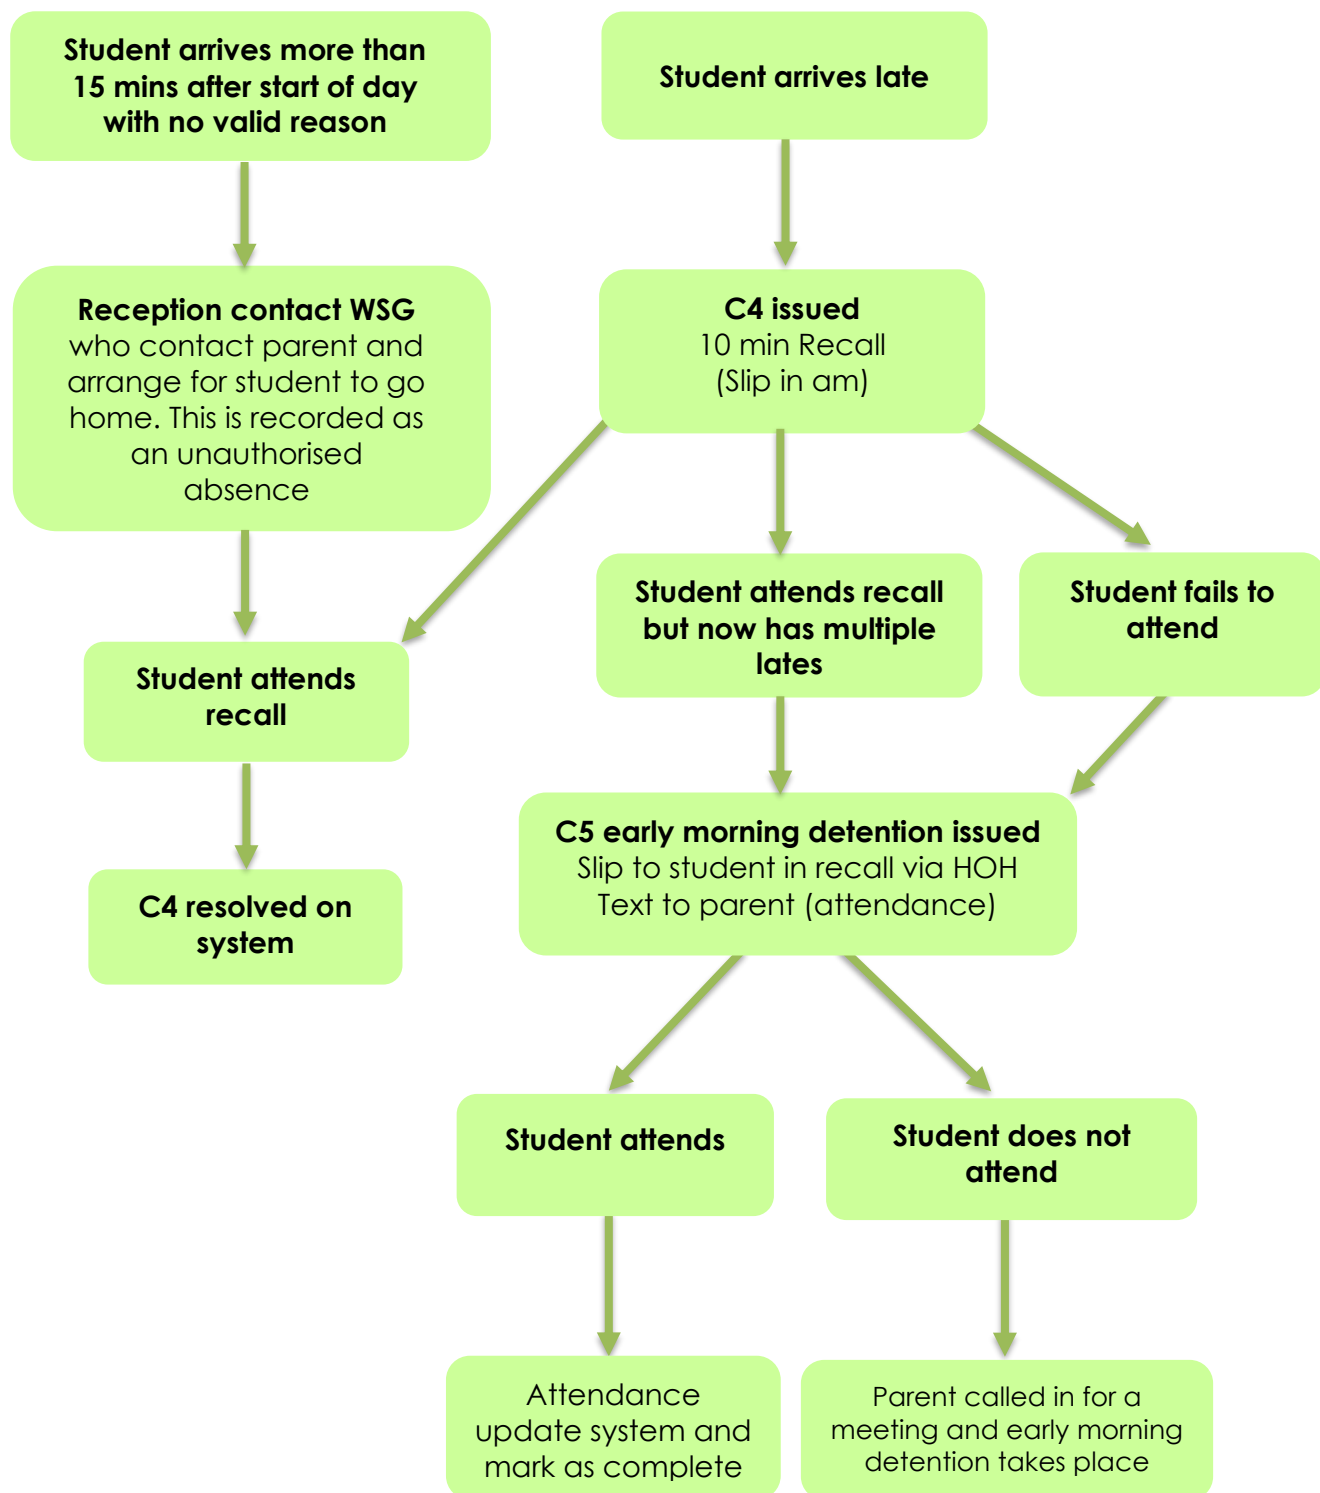 Student arrives more than
15 mins after start of day
with no valid reason
Student arrives late
Reception contact WSG
who contact parent and
arrange for student to go
home. This is recorded as
an unauthorised
absence
C4 issued
10 min Recall
(Slip in am)
Student attends recall
but now has multiple
lates
Student fails to
attend
Student attends
recall
C5 early morning detention issued
Slip to student in recall via HOH
Text to parent (attendance)
C4 resolved on
system
Student attends
Student does not
attend
Attendance
update system and
mark as complete
Parent called in for a
meeting and early morning
detention takes place